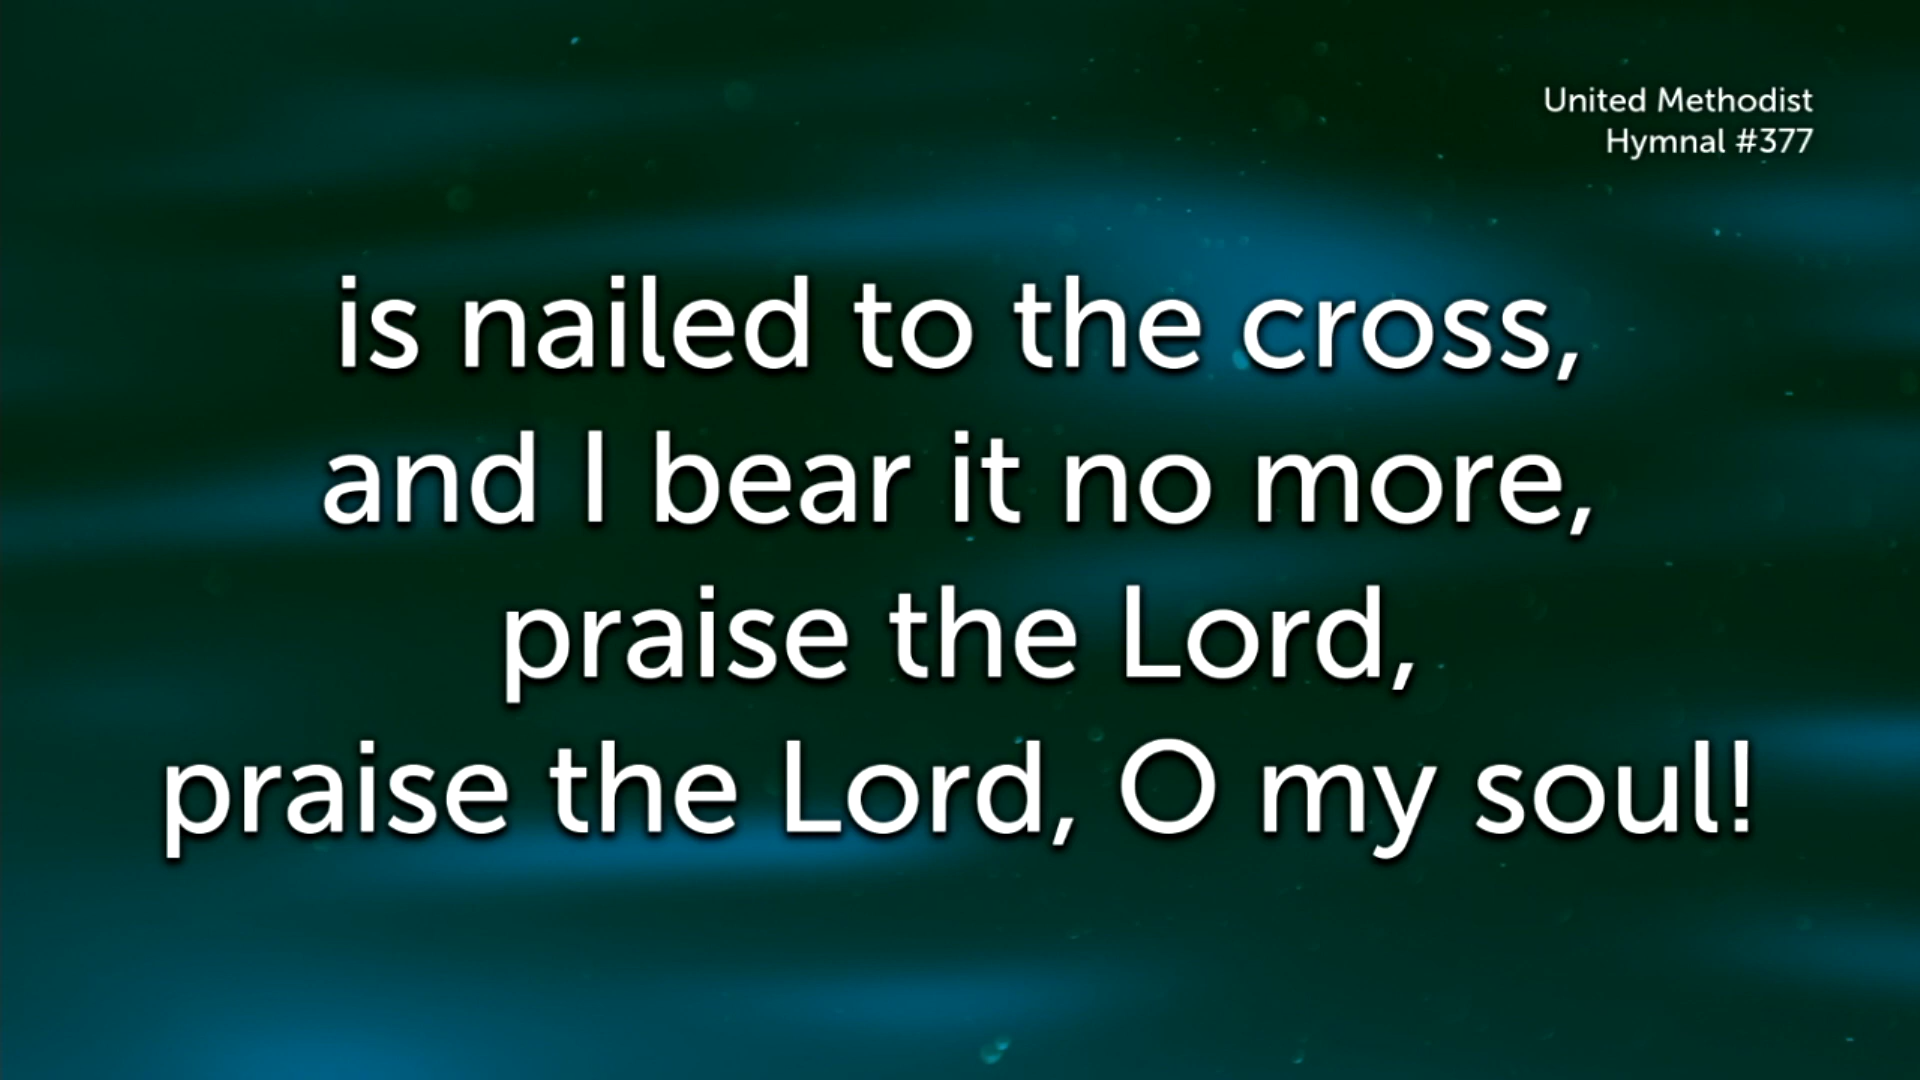 United Methodist
Hymnal #377
is nailed to the cross,
and I bear it no more,
praise the Lord,
praise the Lord, O my soul!